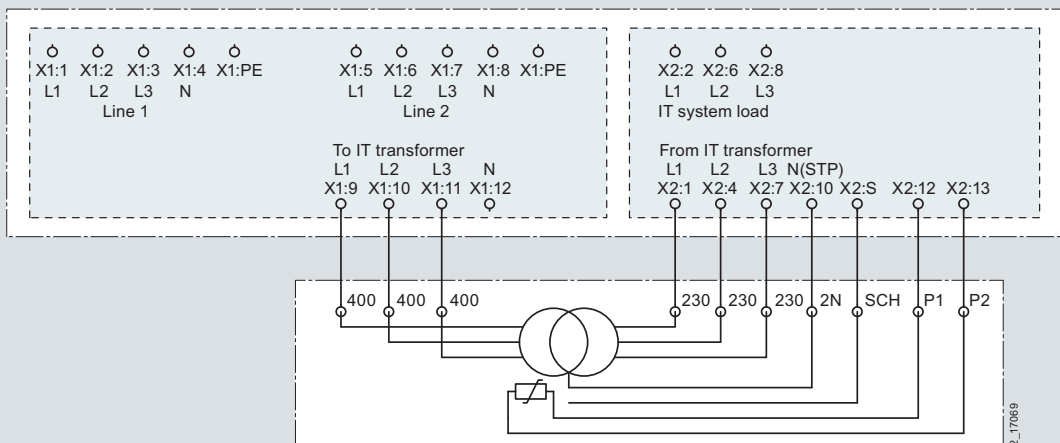 X1:1 X1:2 X1:3 X1:4 X1:PE X1:5 X1:6 X1:7 X1:8 X1:PE X2:2 X2:6 X2:8
L1 L2 L3 N L1 L2 L3 N L1 L2 L3
Line 1 Line 2 IT system load
To IT transformer From IT transformer
L1 L2 L3 N L1 L2 L3 N(STP)
X1:9 X1:10 X1:11 X1:12 X2:1 X2:4 X2:7 X2:10 X2:S X2:12 X2:13
400 400 400 230 230 230 2N SCH P1 P2
2_17069